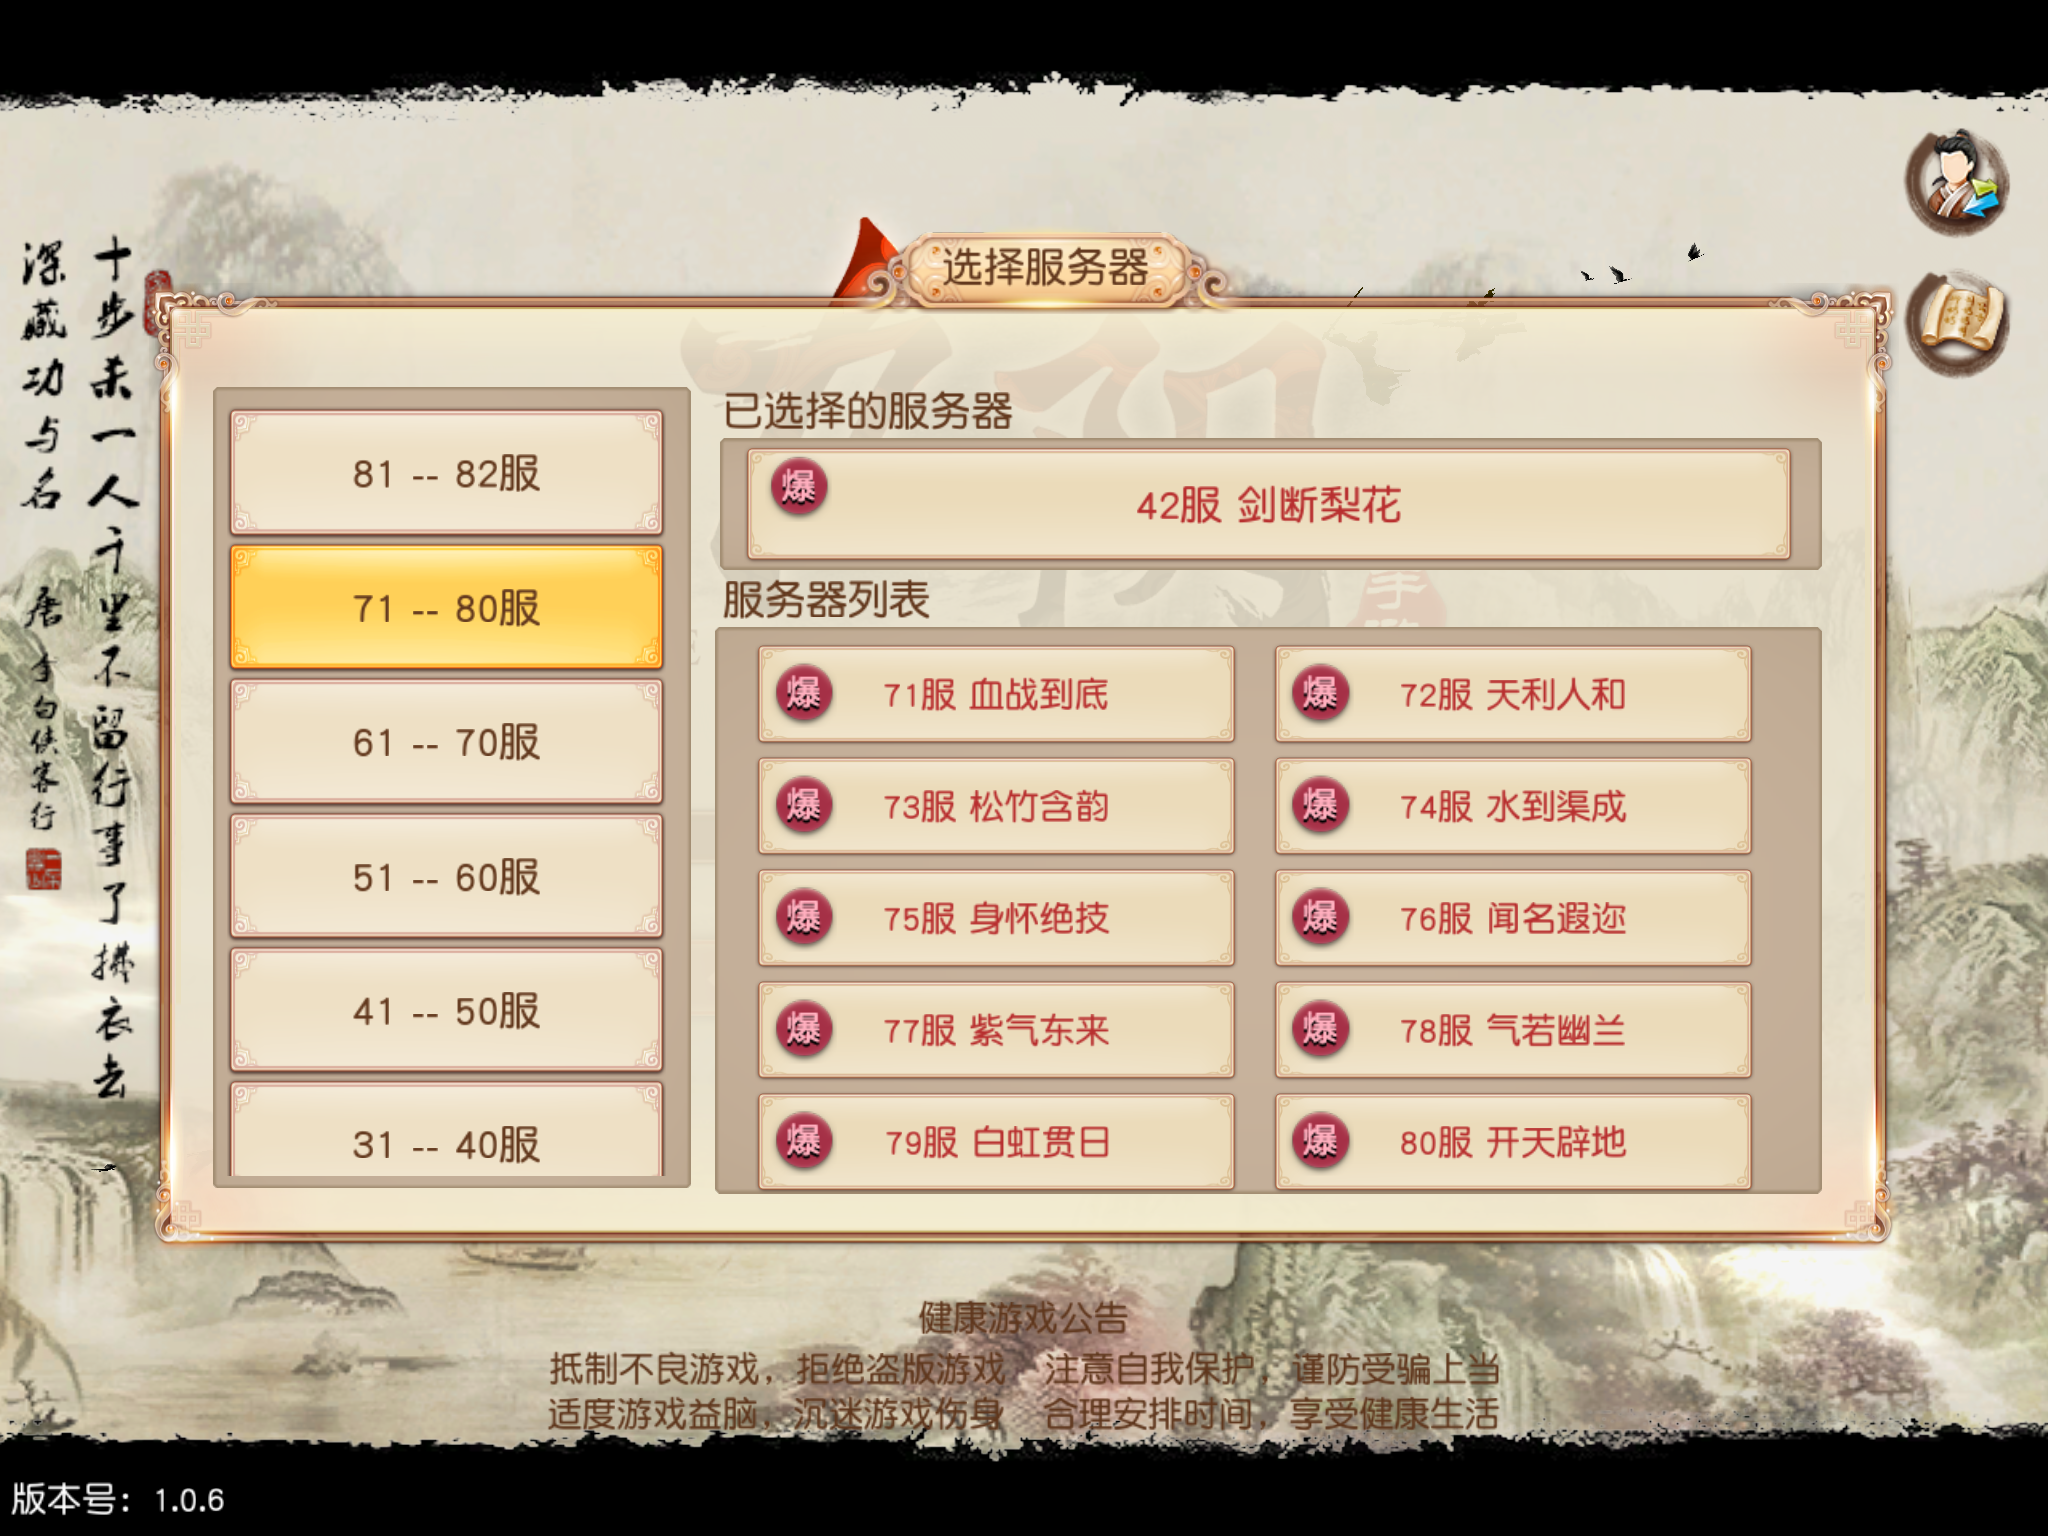 选择服务器
十步杀一人千里不留行事了拂衣去
深藏功与名
唐 李白侠客行
81 -- 82服
71 -- 80服
61 -- 70服
51 -- 60服
41 -- 50服
31 -- 40服
已选择的服务器
爆 42服 剑断梨花
服务器列表
爆 71服 血战到底
爆 72服 天利人和
爆 73服 松竹含韵
爆 74服 水到渠成
爆 75服 身怀绝技
爆 76服 闻名遐迩
爆 77服 紫气东来
爆 78服 气若幽兰
爆 79服 白虹贯日
爆 80服 开天辟地
健康游戏公告
抵制不良游戏，拒绝盗版游戏 注意自我保护，谨防受骗上当
适度游戏益脑，沉迷游戏伤身 合理安排时间，享受健康生活
版本号：1.0.6